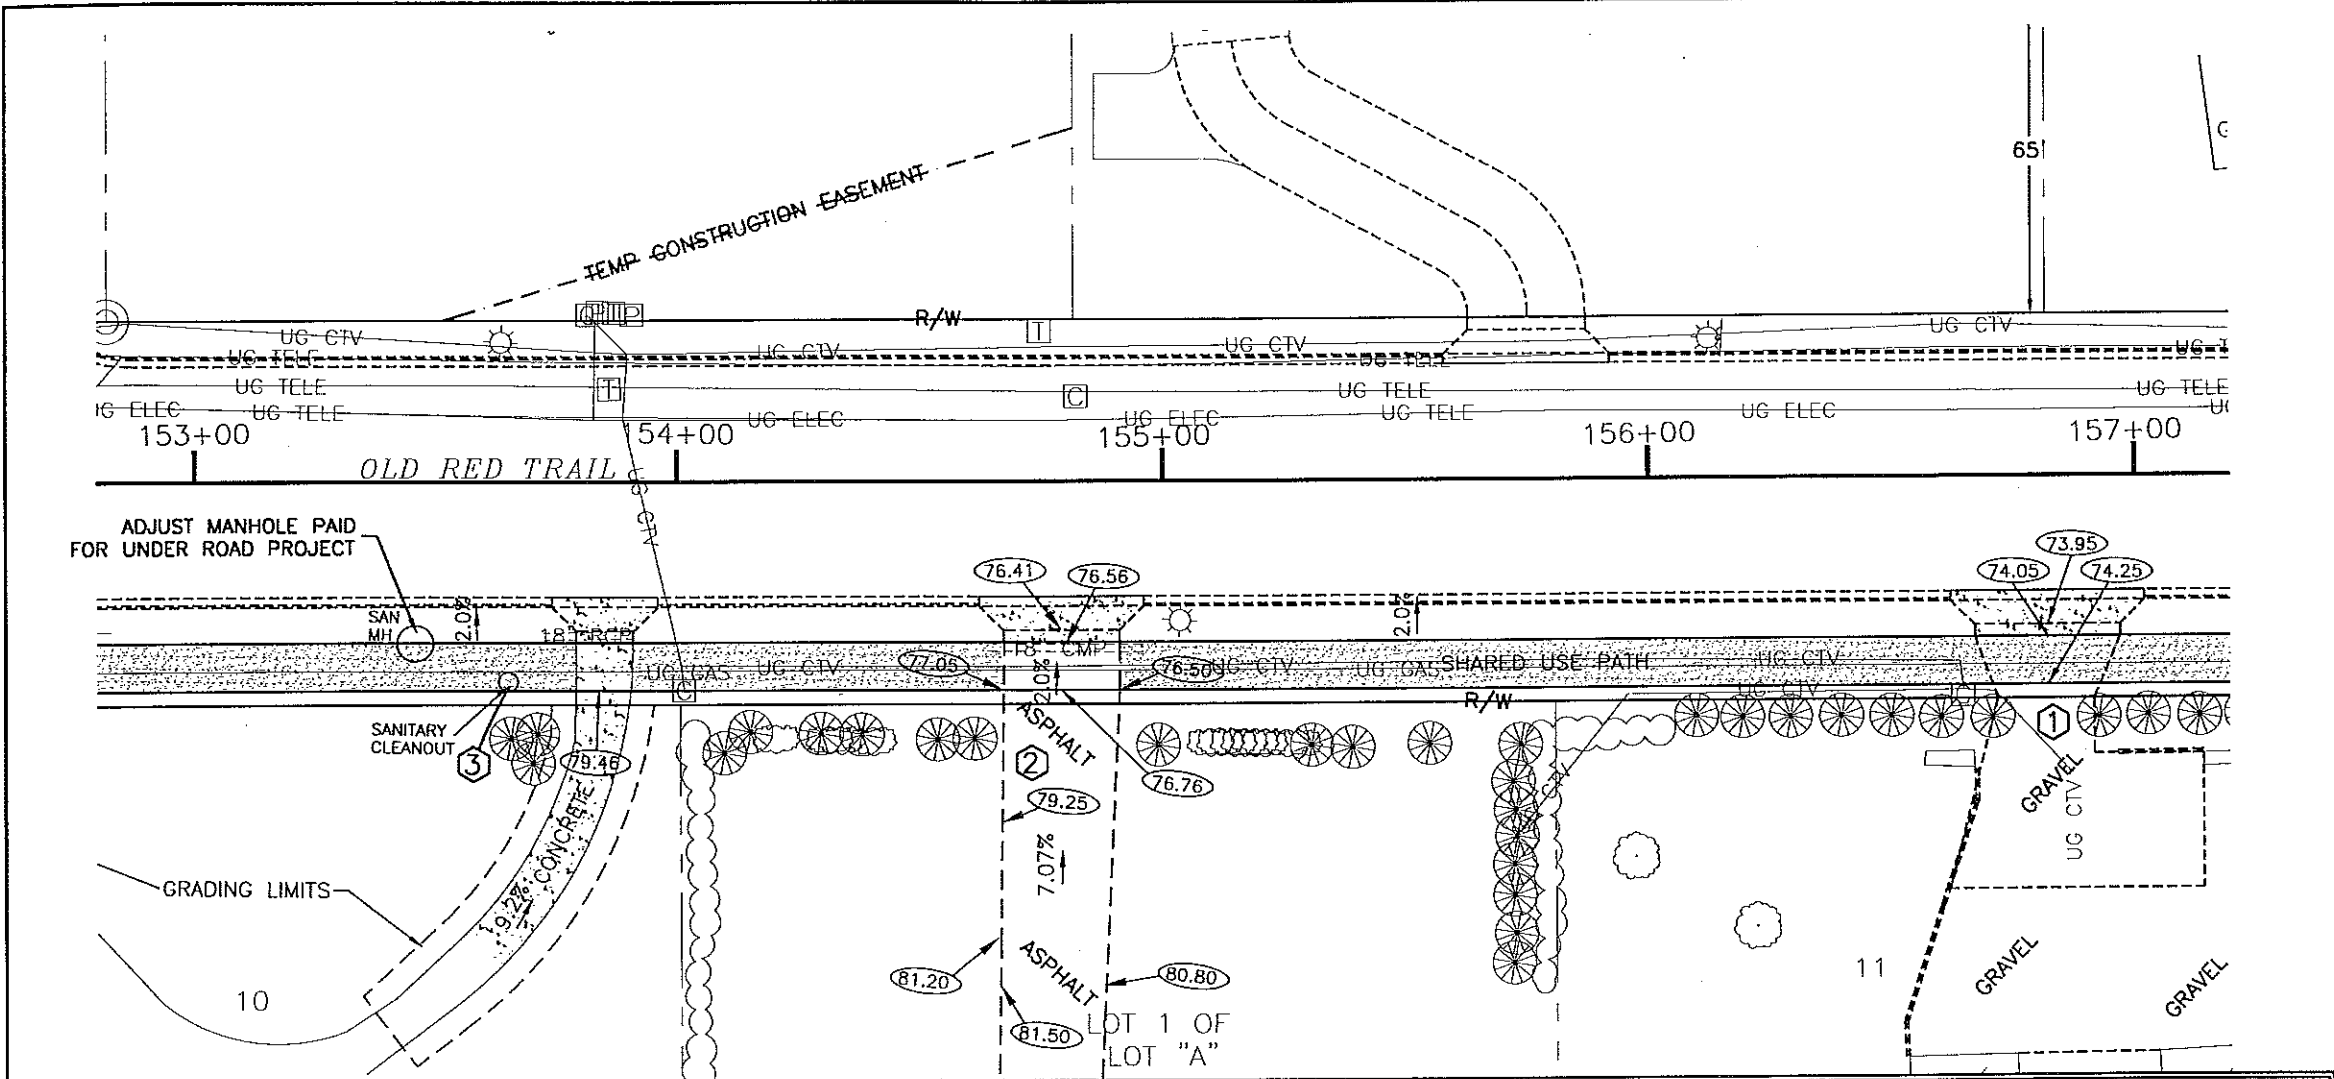 65
TEMP CONSTRUCTION EASEMENT
R/W
T
UG CTV
UG CTV
UG CTV
UG CTV
UG TELE
UG TELE
UG TELE
T
C
UG TELE
UG TELE
UG ELEC
UG TELE
UG ELEC
UG ELEC
UG TELE
UG ELEC
153+00
154+00
155+00
156+00
157+00
OLD RED TRAIL
UG CTV
ADJUST MANHOLE PAID
FOR UNDER ROAD PROJECT
76.41
76.56
73.95
74.05
74.25
SAN
MH
2.0%
18" RCP
18" CMP
2.0%
77.05
2.0%
76.50
UG GAS
UG CTV
UG CTV
UG GAS
SHARED USE PATH
UG CTV
UG CTV
C
R/W
SANITARY
CLEANOUT
3
79.46
ASPHALT
2
76.76
79.25
1
GRAVEL
UG CTV
CTV
7.07%
CONCRETE
9.2%
GRADING LIMITS
10
81.20
ASPHALT
80.80
81.50
LOT 1 OF
LOT "A"
11
GRAVEL
GRAVEL